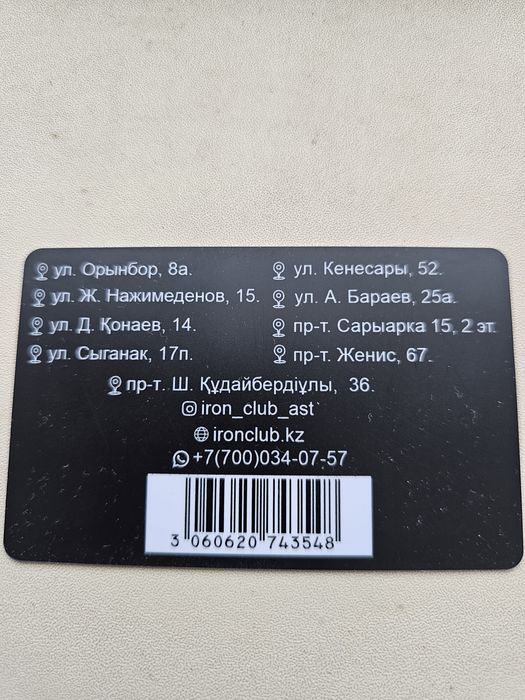 ул. Орынбор, 8а.
ул. Кенесары, 52.
ул. Ж. Нажимеденов, 15.
ул. А. Бараев, 25а.
ул. Д. Қонаев, 14.
пр-т. Сарыарка 15, 2 эт.
ул. Сыганак, 17п.
пр-т. Женис, 67.
пр-т. Ш. Құдайбердіұлы, 36.
iron_club_ast
ironclub.kz
+7(700)034-07-57
3 060620 743548